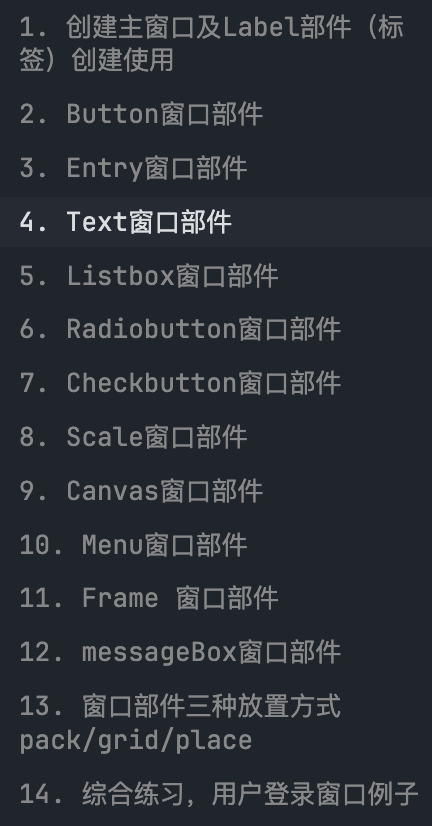 1. 创建主窗口及Label部件（标
签）创建使用
2. Button窗口部件
3. Entry窗口部件
4. Text窗口部件
5. Listbox窗口部件
6. Radiobutton窗口部件
7. Checkbutton窗口部件
8. Scale窗口部件
9. Canvas窗口部件
10. Menu窗口部件
11. Frame 窗口部件
12. messageBox窗口部件
13. 窗口部件三种放置方式
pack/grid/place
14. 综合练习，用户登录窗口例子